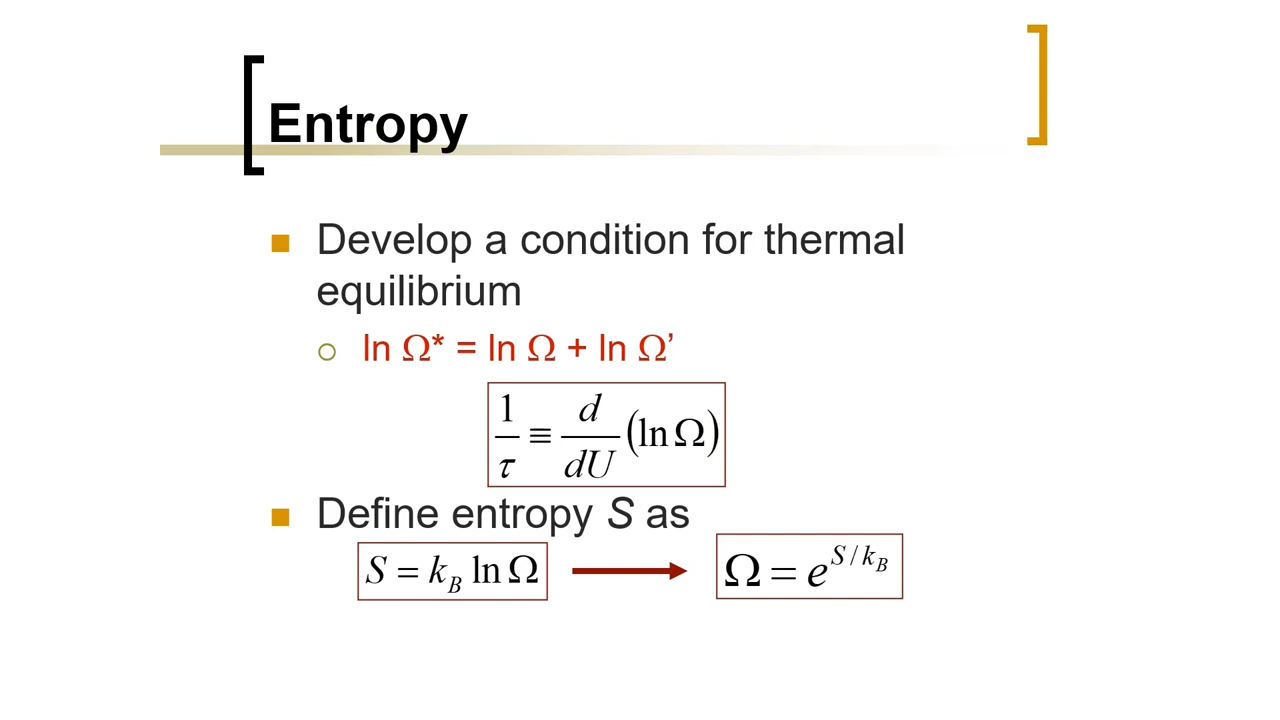 Entropy
Develop a condition for thermal
equilibrium
ln Ω* = ln Ω + ln Ω’
1/τ ≡ d/dU (ln Ω)
Define entropy S as
S = k_B ln Ω
Ω = e^{S/k_B}